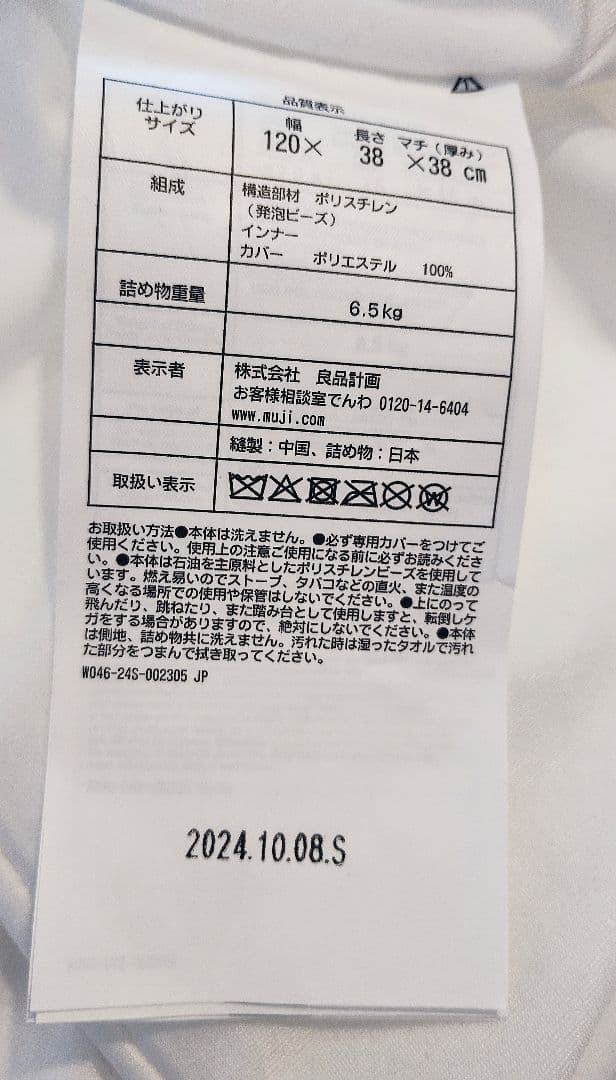 品質表示
仕上がり
サイズ
幅 長さ マチ（厚み）
120× 38 ×38 cm
組成
構造部材 ポリスチレン
（発泡ビーズ）
インナー
カバー ポリエステル 100%
詰め物重量
6.5kg
表示者
株式会社 良品計画
お客様相談室でんわ 0120-14-6404
www.muji.com
縫製：中国、詰め物：日本
取扱い表示
W
お取扱い方法●本体は洗えません。●必ず専用カバーをつけてご
使用ください。使用上の注意ご使用になる前に必ずお読みくださ
い。●本体は石油を主原料としたポリスチレンビーズを使用して
います。燃え易いのでストーブ、タバコなどの直火、また温度の
高くなる場所での使用や保管はしないでください。●上にのって
飛んだり、跳ねたり、また踏み台として使用しますと、転倒しケ
ガをする場合がありますので、絶対にしないでください。●本体
は側地、詰め物共に洗えません。汚れた時は湿ったタオルで汚れ
た部分をつまんで拭き取ってください。
W046-24S-002305 JP
2024.10.08.S